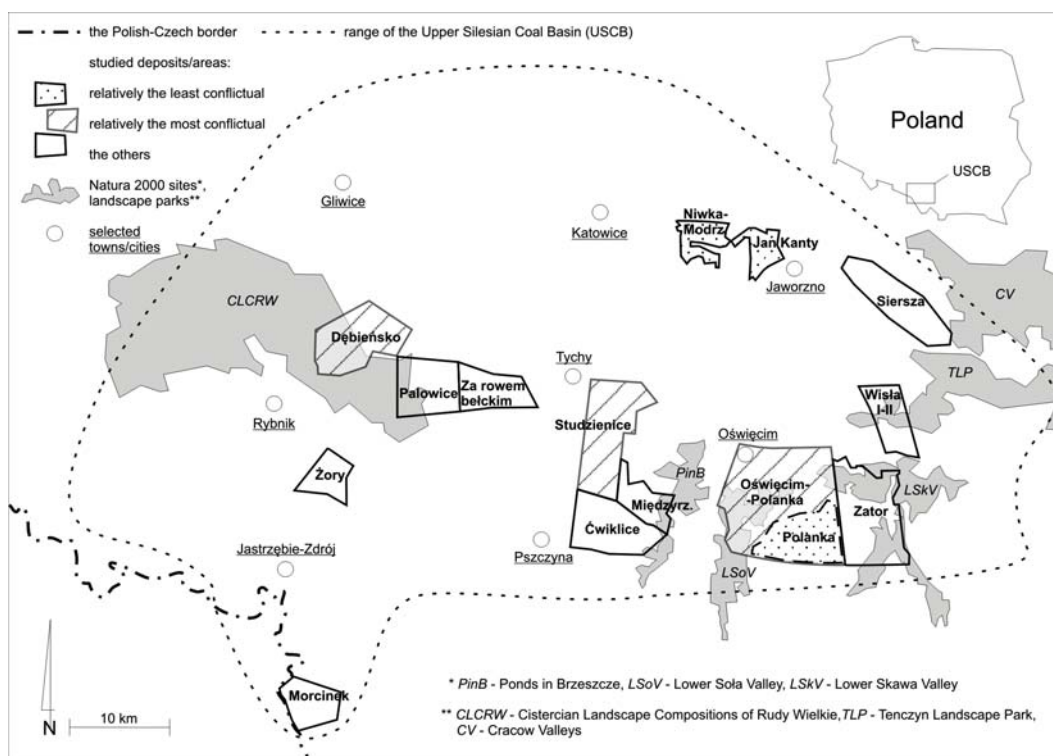 the Polish-Czech border
range of the Upper Silesian Coal Basin (USCB)
studied deposits/areas:
relatively the least conflictual
relatively the most conflictual
the others
Natura 2000 sites*,
landscape parks**
selected
towns/cities
Poland
USCB
Gliwice
Katowice
Niwka-
Modrz.
Jan Kanty
Jaworzno
Siersza
CV
CLCRW
Dębieńsko
Tychy
TLP
Palowice
Za rowem
bełckim
Wisła
I-II
Rybnik
Studzienice
Oświęcim
Żory
PinB
Oświęcim-
-Polanka
LSkV
Międzyrz.
Zator
Ćwiklice
Polanka
Pszczyna
Jastrzębie-Zdrój
LSoV
Morcinek
N
10 km
* PinB - Ponds in Brzeszcze, LSoV - Lower Soła Valley, LSkV - Lower Skawa Valley
** CLCRW - Cistercian Landscape Compositions of Rudy Wielkie, TLP - Tenczyn Landscape Park,
CV - Cracow Valleys